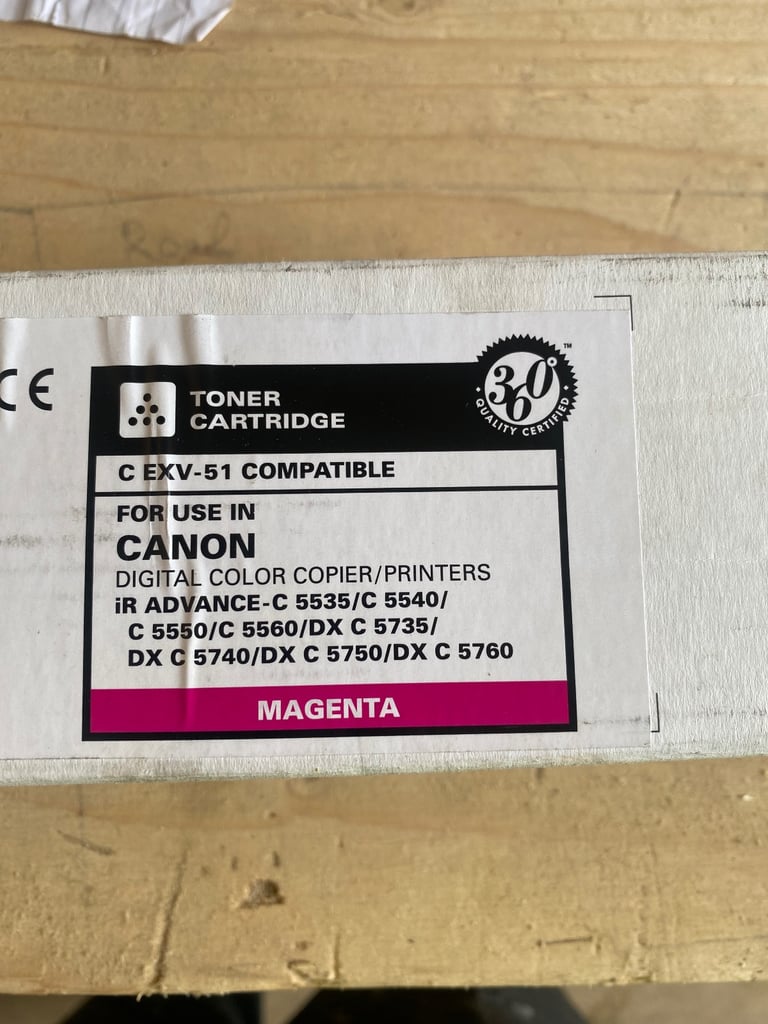 CE
TONER
CARTRIDGE
360°
™
QUALITY CERTIFIED
C EXV-51 COMPATIBLE
FOR USE IN
CANON
DIGITAL COLOR COPIER/PRINTERS
iR ADVANCE-C 5535/C 5540/
C 5550/C 5560/DX C 5735/
DX C 5740/DX C 5750/DX C 5760
MAGENTA